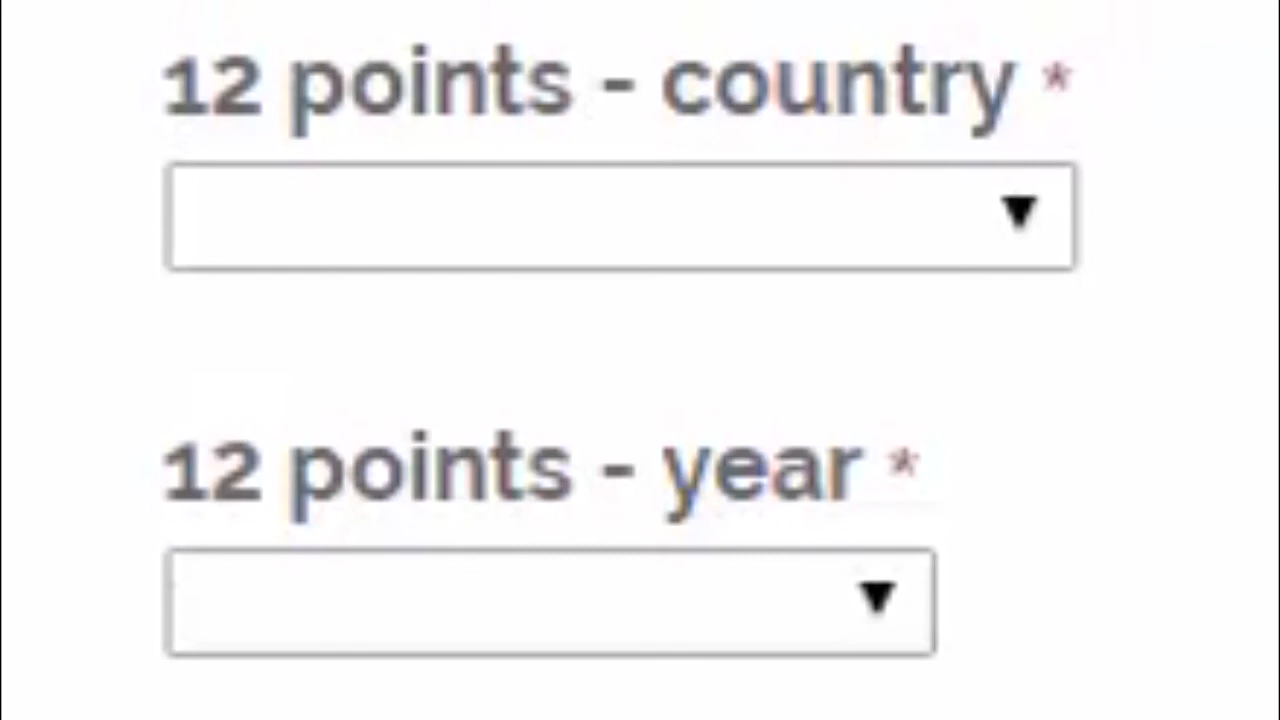 12 points - country *
12 points - year *